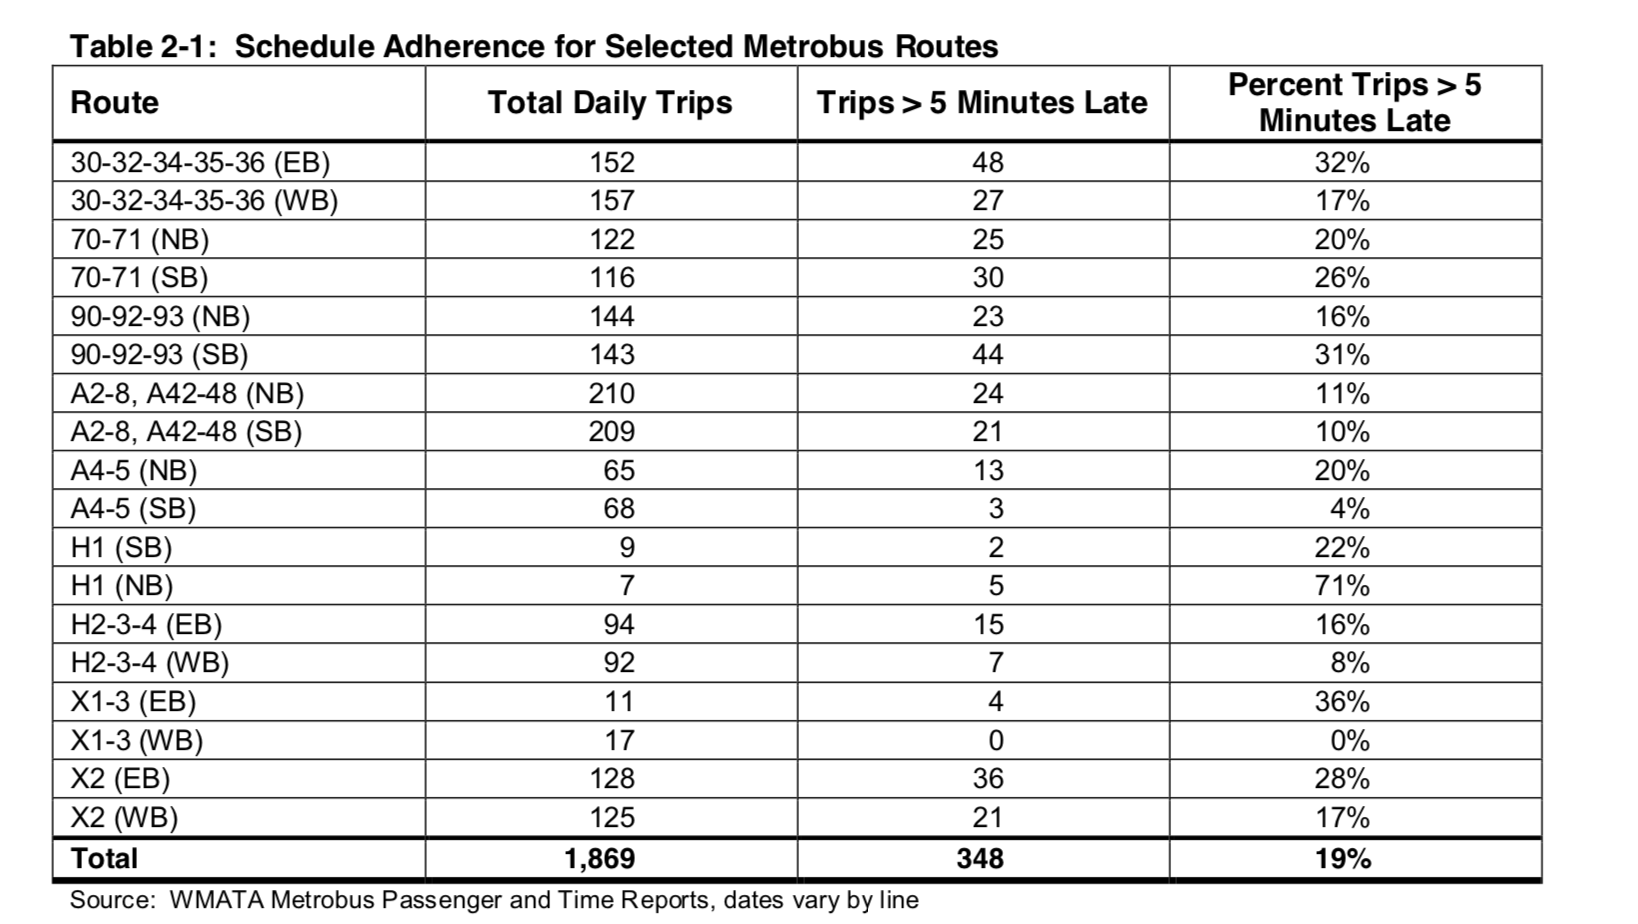 Table 2-1:  Schedule Adherence for Selected Metrobus Routes
Route Total Daily Trips Trips > 5 Minutes Late Percent Trips > 5
Minutes Late
30-32-34-35-36 (EB) 152 48 32%
30-32-34-35-36 (WB) 157 27 17%
70-71 (NB) 122 25 20%
70-71 (SB) 116 30 26%
90-92-93 (NB) 144 23 16%
90-92-93 (SB) 143 44 31%
A2-8, A42-48 (NB) 210 24 11%
A2-8, A42-48 (SB) 209 21 10%
A4-5 (NB) 65 13 20%
A4-5 (SB) 68 3 4%
H1 (SB) 9 2 22%
H1 (NB) 7 5 71%
H2-3-4 (EB) 94 15 16%
H2-3-4 (WB) 92 7 8%
X1-3 (EB) 11 4 36%
X1-3 (WB) 17 0 0%
X2 (EB) 128 36 28%
X2 (WB) 125 21 17%
Total 1,869 348 19%
Source:  WMATA Metrobus Passenger and Time Reports, dates vary by line